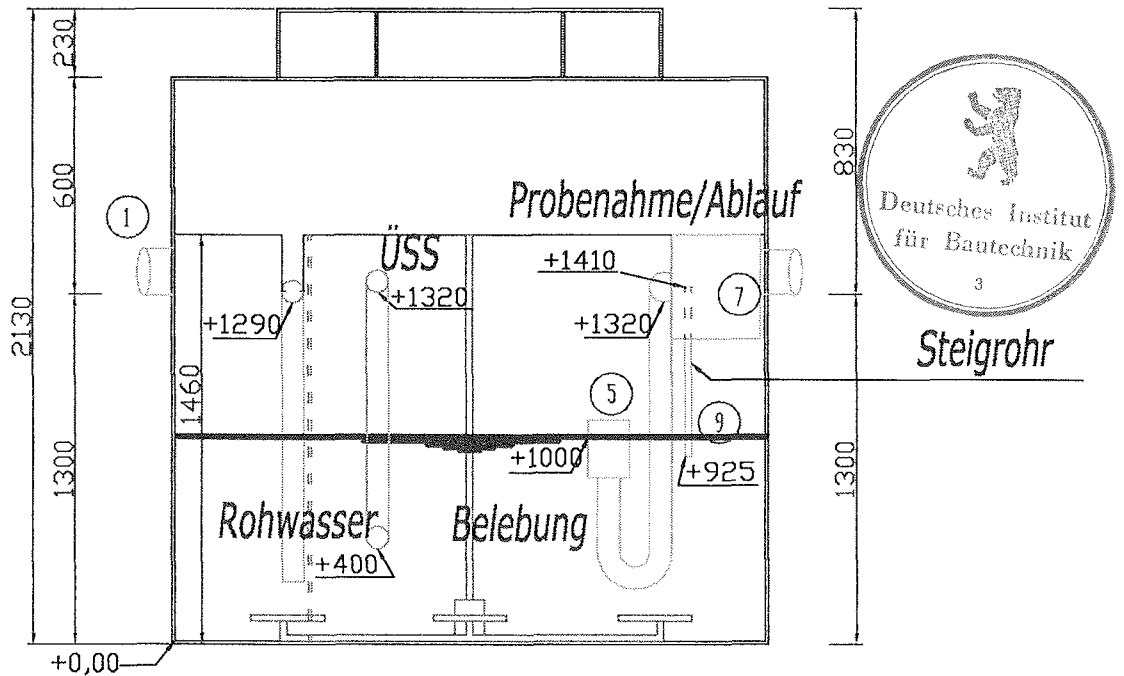 230
600
1
2130
1300
+1290
1460
ÜSS
+1320
Probenahme/Ablauf
+1410
+1320
7
5
9
+1000
+925
Rohwasser
Belebung
+400
+0,00
830
1300
Deutsches Institut
für Bautechnik
3
Steigrohr